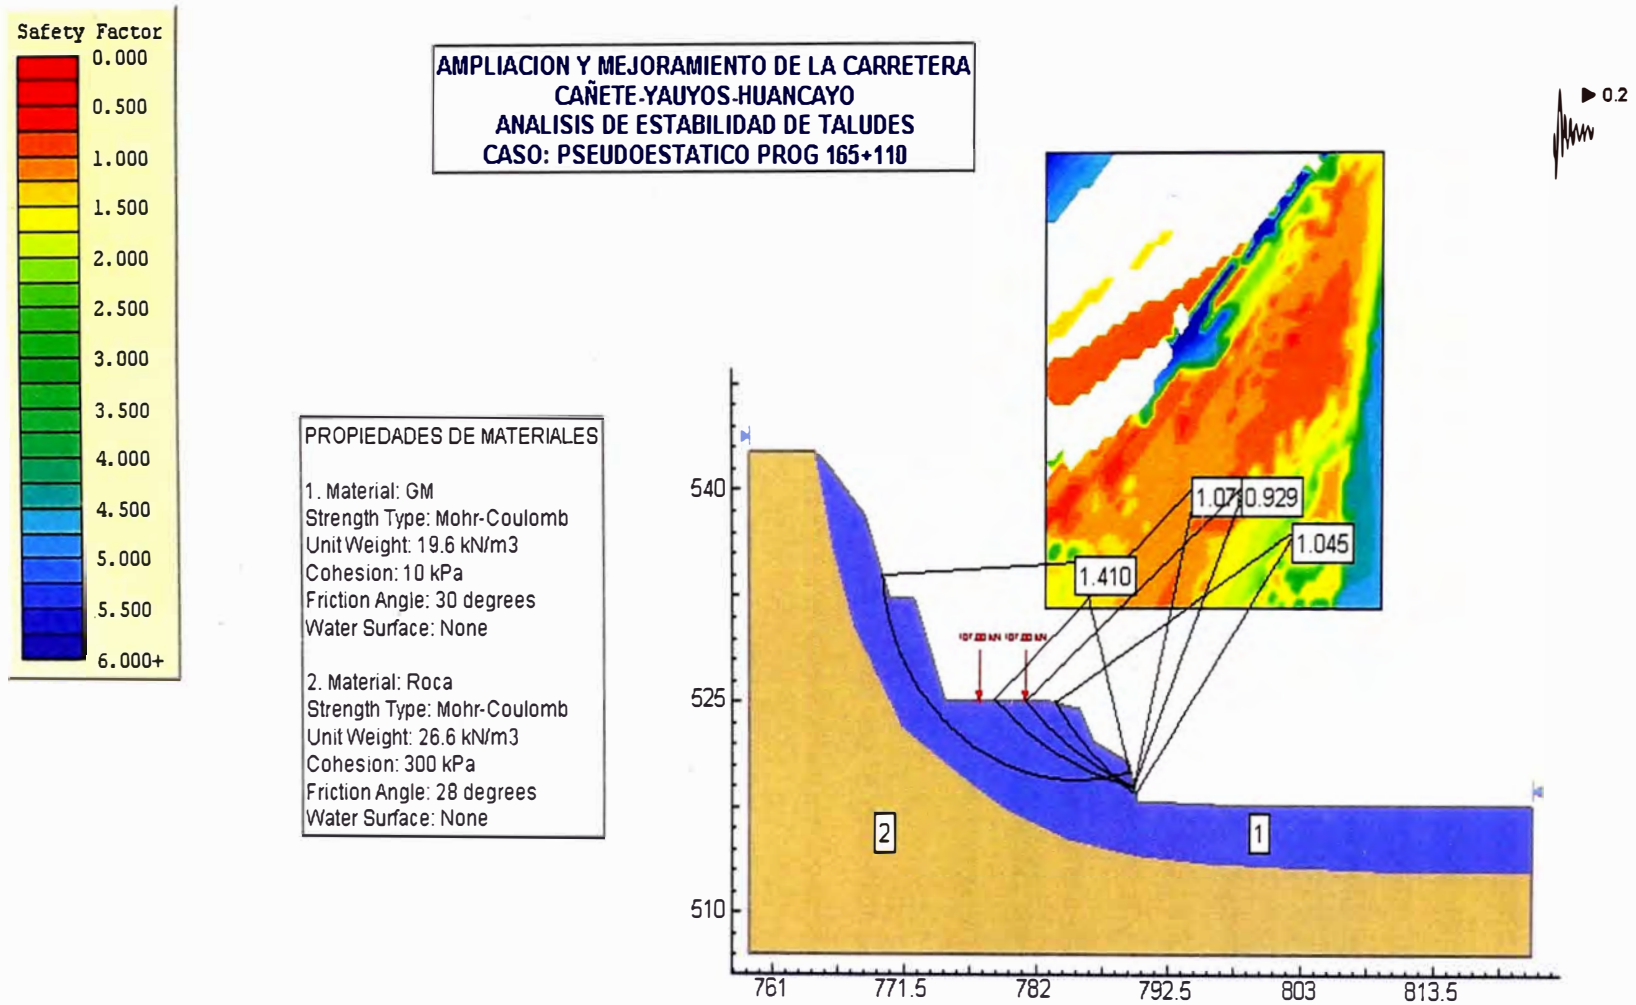 Safety Factor
0.000
0.500
1.000
1.500
2.000
2.500
3.000
3.500
4.000
4.500
5.000
5.500
6.000+
AMPLIACION Y MEJORAMIENTO DE LA CARRETERA
CAÑETE-YAUYOS-HUANCAYO
ANALISIS DE ESTABILIDAD DE TALUDES
CASO: PSEUDOESTATICO PROG 165+110
0.2
PROPIEDADES DE MATERIALES
1. Material: GM
Strength Type: Mohr-Coulomb
Unit Weight: 19.6 kN/m3
Cohesion: 10 kPa
Friction Angle: 30 degrees
Water Surface: None
2. Material: Roca
Strength Type: Mohr-Coulomb
Unit Weight: 26.6 kN/m3
Cohesion: 300 kPa
Friction Angle: 28 degrees
Water Surface: None
0.929
1.045
1.410
540
525
510
2
1
761
771.5
782
792.5
803
813.5